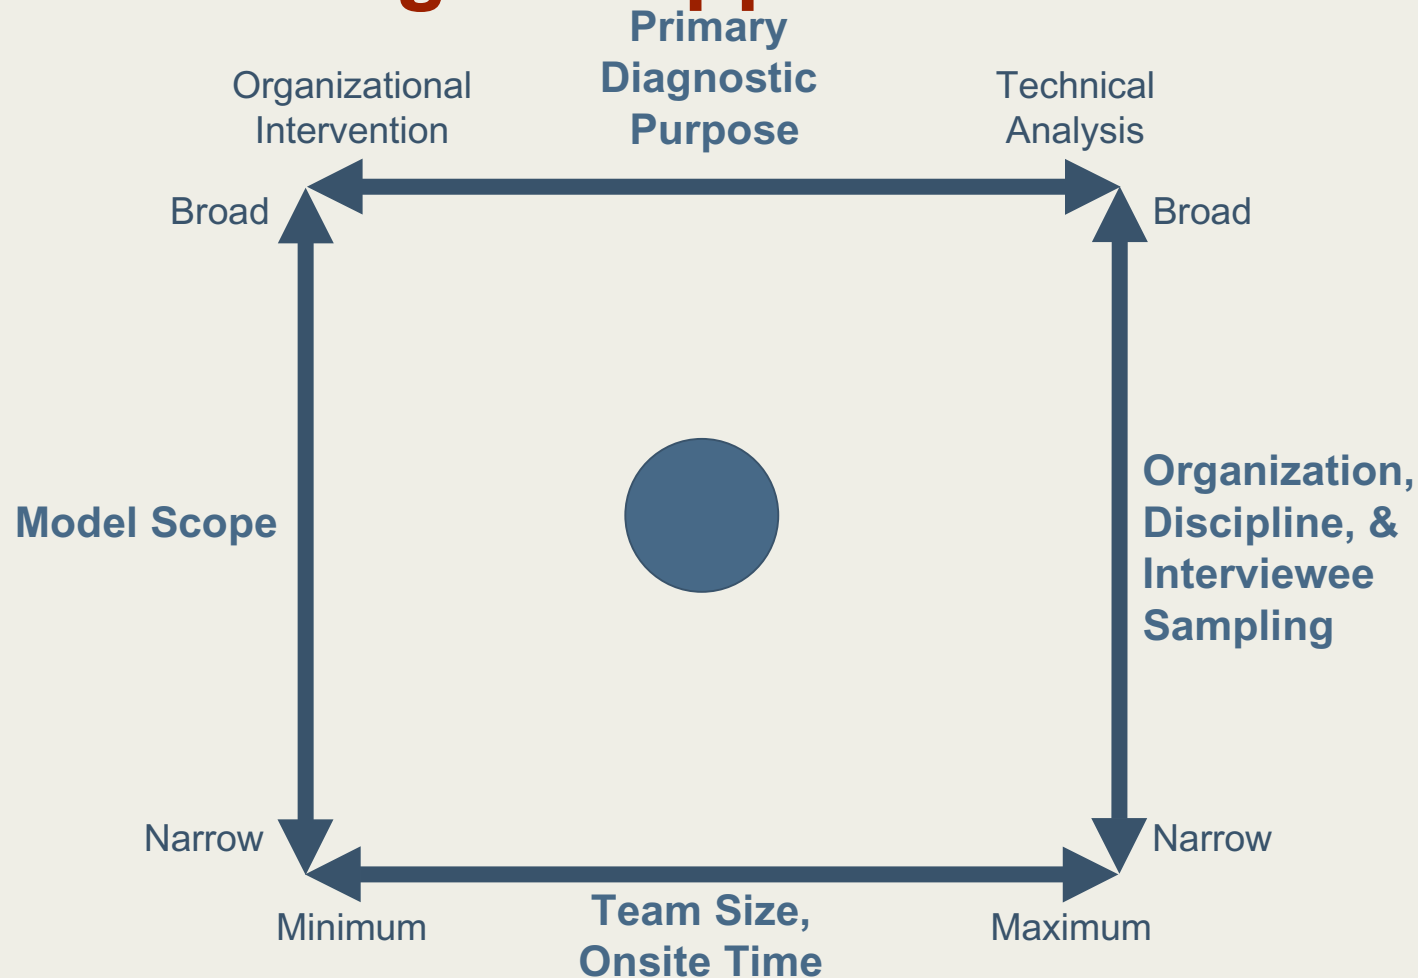 Primary
Diagnostic
Purpose
Organizational
Intervention
Technical
Analysis
Broad
Broad
Model Scope
Organization,
Discipline, &
Interviewee
Sampling
Narrow
Narrow
Minimum
Team Size,
Onsite Time
Maximum